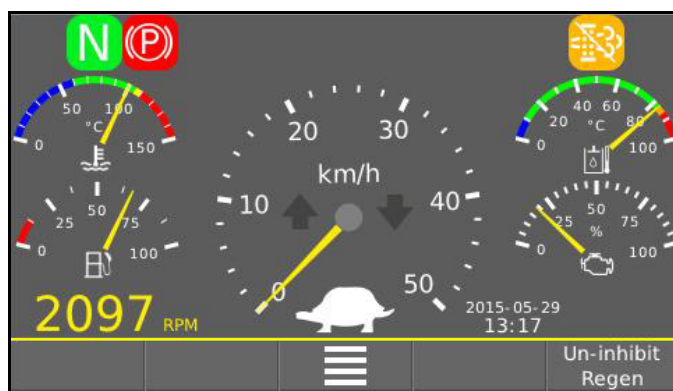 N (P)
50 100
°C
0 150
20 40 60 80
°C
0 100
20 30
km/h
10 40
0 50
25 50 75
0 100
25 50 75
%
0 100
2097 RPM
2015-05-29
13:17
Un-inhibit
Regen